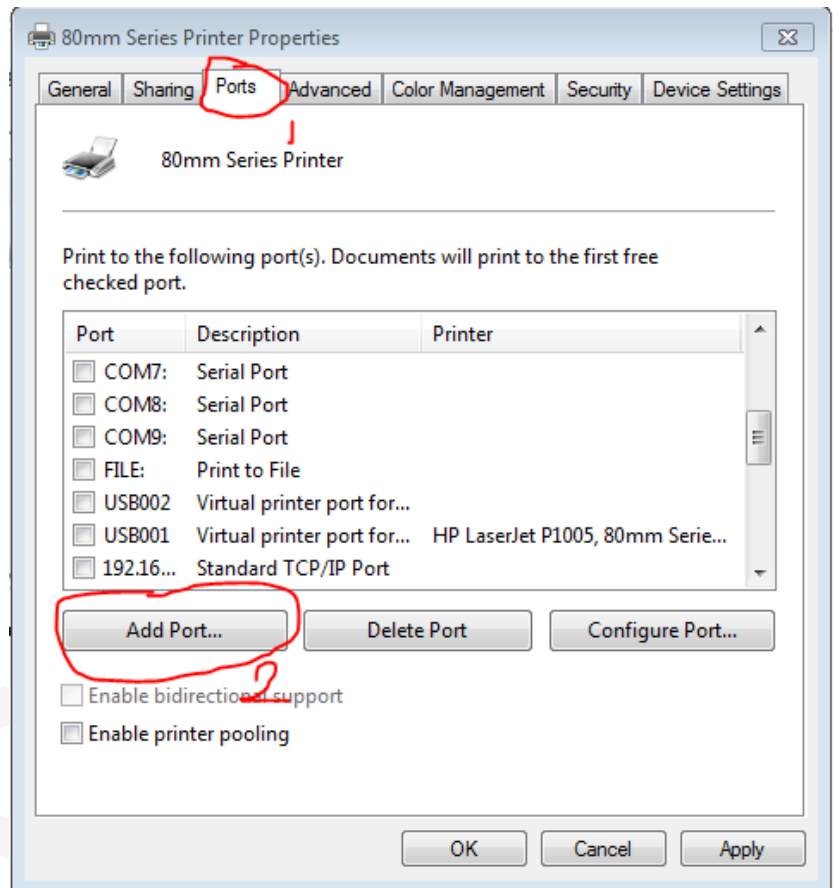 80mm Series Printer Properties
General Sharing Ports Advanced Color Management Security Device Settings
1
80mm Series Printer
Print to the following port(s). Documents will print to the first free
checked port.
Port Description Printer
COM7: Serial Port
COM8: Serial Port
COM9: Serial Port
FILE: Print to File
USB002 Virtual printer port for...
USB001 Virtual printer port for... HP LaserJet P1005, 80mm Serie...
192.16... Standard TCP/IP Port
Add Port... Delete Port Configure Port...
2
Enable bidirectional support
Enable printer pooling
OK Cancel Apply